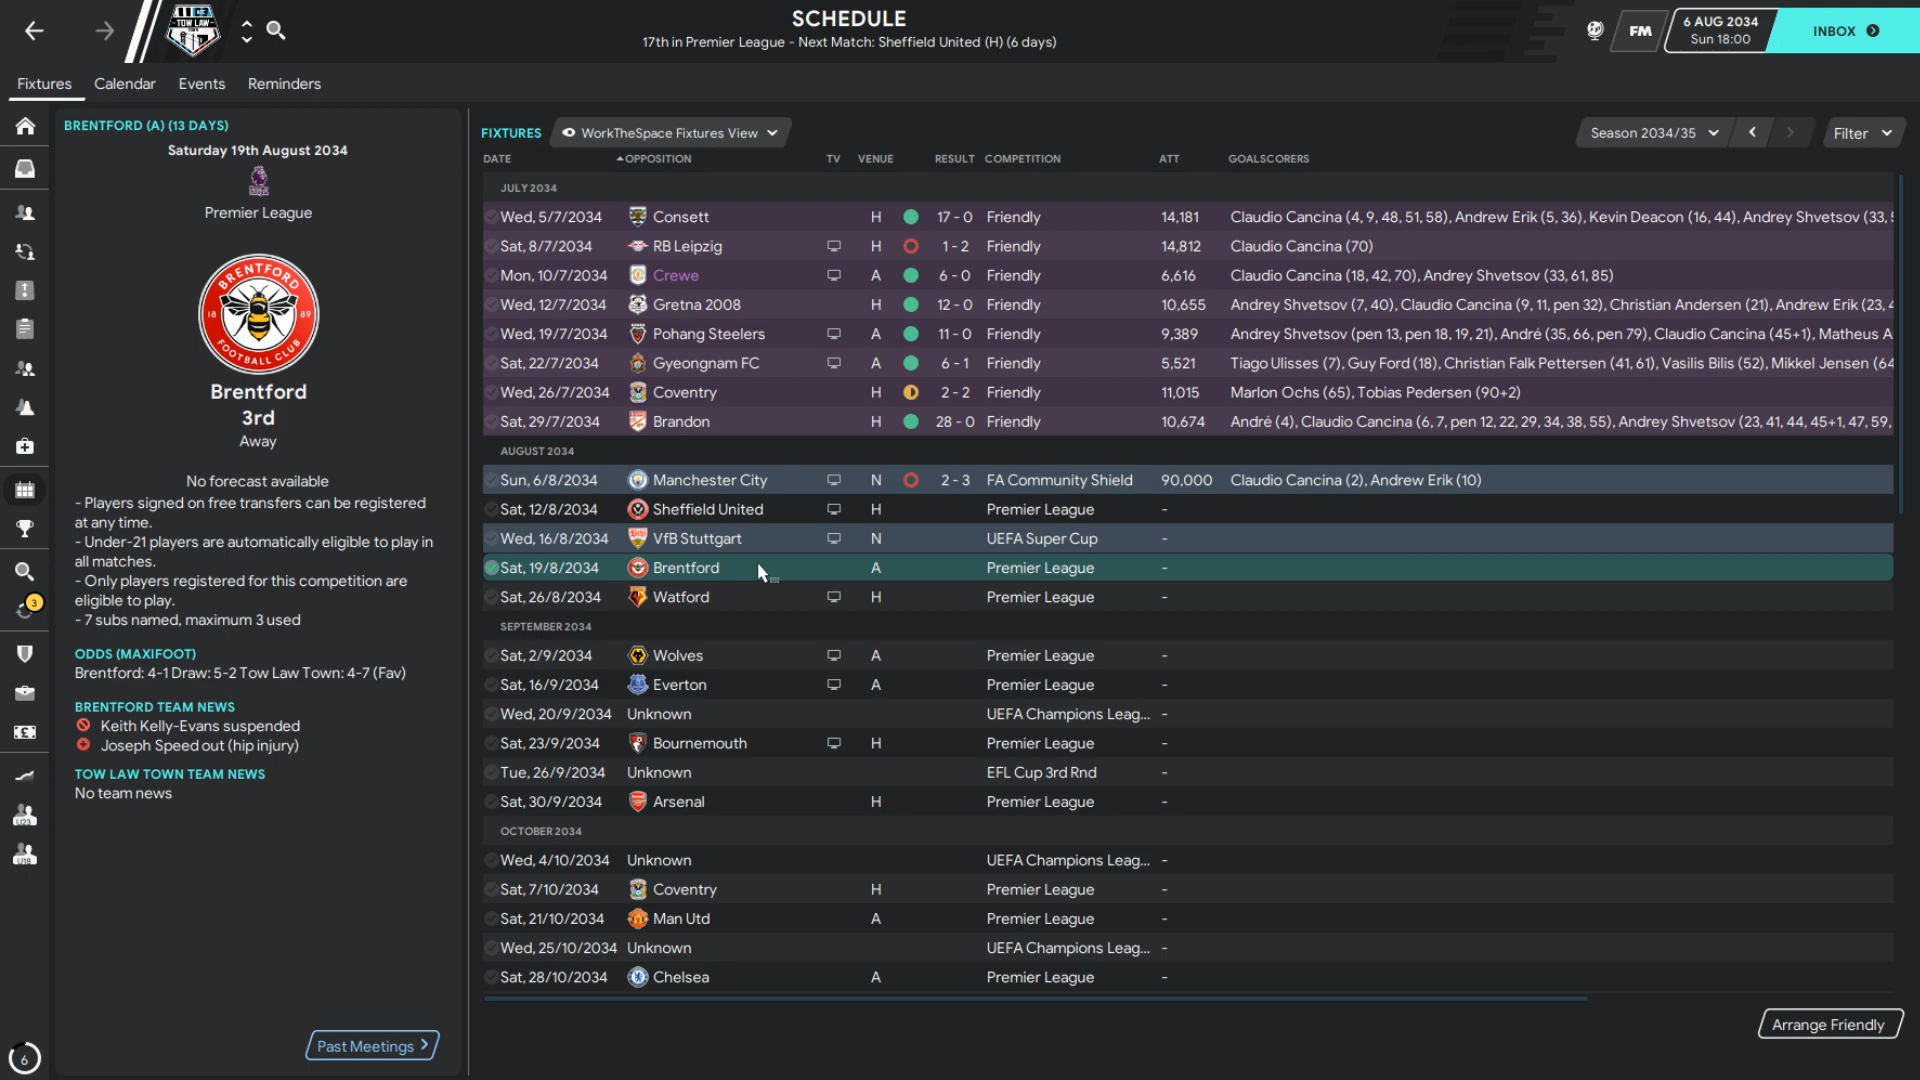 TOW LAW
TOWN
SCHEDULE
17th in Premier League - Next Match: Sheffield United (H) (6 days)
FM
6 AUG 2034
Sun 18:00
INBOX
Fixtures Calendar Events Reminders
BRENTFORD (A) (13 DAYS)
Saturday 19th August 2034
Premier League
BRENTFORD
18 89
FOOTBALL CLUB
Brentford
3rd
Away
No forecast available
- Players signed on free transfers can be registered
at any time.
- Under-21 players are automatically eligible to play in
all matches.
- Only players registered for this competition are
eligible to play.
- 7 subs named, maximum 3 used
ODDS (MAXIFOOT)
Brentford: 4-1 Draw: 5-2 Tow Law Town: 4-7 (Fav)
BRENTFORD TEAM NEWS
Keith Kelly-Evans suspended
Joseph Speed out (hip injury)
TOW LAW TOWN TEAM NEWS
No team news
Past Meetings
3
U23
U18
6
FIXTURES WorkTheSpace Fixtures View Season 2034/35 Filter
DATE OPPOSITION TV VENUE RESULT COMPETITION ATT GOALSCORERS
JULY 2034
Wed, 5/7/2034 Consett H 17 - 0 Friendly 14,181 Claudio Cancina (4, 9, 48, 51, 58), Andrew Erik (5, 36), Kevin Deacon (16, 44), Andrey Shvetsov (33, 5
Sat, 8/7/2034 RB Leipzig H 1 - 2 Friendly 14,812 Claudio Cancina (70)
Mon, 10/7/2034 Crewe A 6 - 0 Friendly 6,616 Claudio Cancina (18, 42, 70), Andrey Shvetsov (33, 61, 85)
Wed, 12/7/2034 Gretna 2008 H 12 - 0 Friendly 10,655 Andrey Shvetsov (7, 40), Claudio Cancina (9, 11, pen 32), Christian Andersen (21), Andrew Erik (23, 4
Wed, 19/7/2034 Pohang Steelers A 11 - 0 Friendly 9,389 Andrey Shvetsov (pen 13, pen 18, 19, 21), André (35, 66, pen 79), Claudio Cancina (45+1), Matheus A
Sat, 22/7/2034 Gyeongnam FC A 6 - 1 Friendly 5,521 Tiago Ulisses (7), Guy Ford (18), Christian Falk Pettersen (41, 61), Vasilis Bilis (52), Mikkel Jensen (64
Wed, 26/7/2034 Coventry H 2 - 2 Friendly 11,015 Marlon Ochs (65), Tobias Pedersen (90+2)
Sat, 29/7/2034 Brandon H 28 - 0 Friendly 10,674 André (4), Claudio Cancina (6, 7, pen 12, 22, 29, 34, 38, 55), Andrey Shvetsov (23, 41, 44, 45+1, 47, 59,
AUGUST 2034
Sun, 6/8/2034 Manchester City N 2 - 3 FA Community Shield 90,000 Claudio Cancina (2), Andrew Erik (10)
Sat, 12/8/2034 Sheffield United H Premier League -
Wed, 16/8/2034 VfB Stuttgart N UEFA Super Cup -
Sat, 19/8/2034 Brentford A Premier League -
Sat, 26/8/2034 Watford H Premier League -
SEPTEMBER 2034
Sat, 2/9/2034 Wolves A Premier League -
Sat, 16/9/2034 Everton A Premier League -
Wed, 20/9/2034 Unknown UEFA Champions Leag... -
Sat, 23/9/2034 Bournemouth H Premier League -
Tue, 26/9/2034 Unknown EFL Cup 3rd Rnd -
Sat, 30/9/2034 Arsenal H Premier League -
OCTOBER 2034
Wed, 4/10/2034 Unknown UEFA Champions Leag... -
Sat, 7/10/2034 Coventry H Premier League -
Sat, 21/10/2034 Man Utd A Premier League -
Wed, 25/10/2034 Unknown UEFA Champions Leag... -
Sat, 28/10/2034 Chelsea A Premier League -
Arrange Friendly